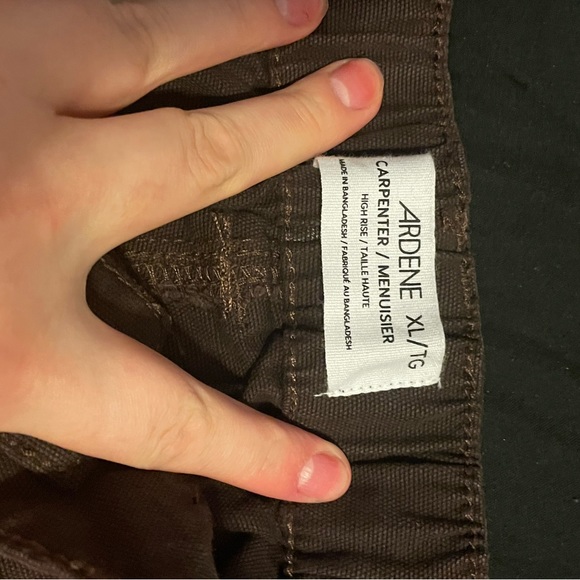 ARDENE XL/TG
CARPENTER / MENUISIER
HIGH RISE / TAILLE HAUTE
MADE IN BANGLADESH / FABRIQUÉ AU BANGLADESH